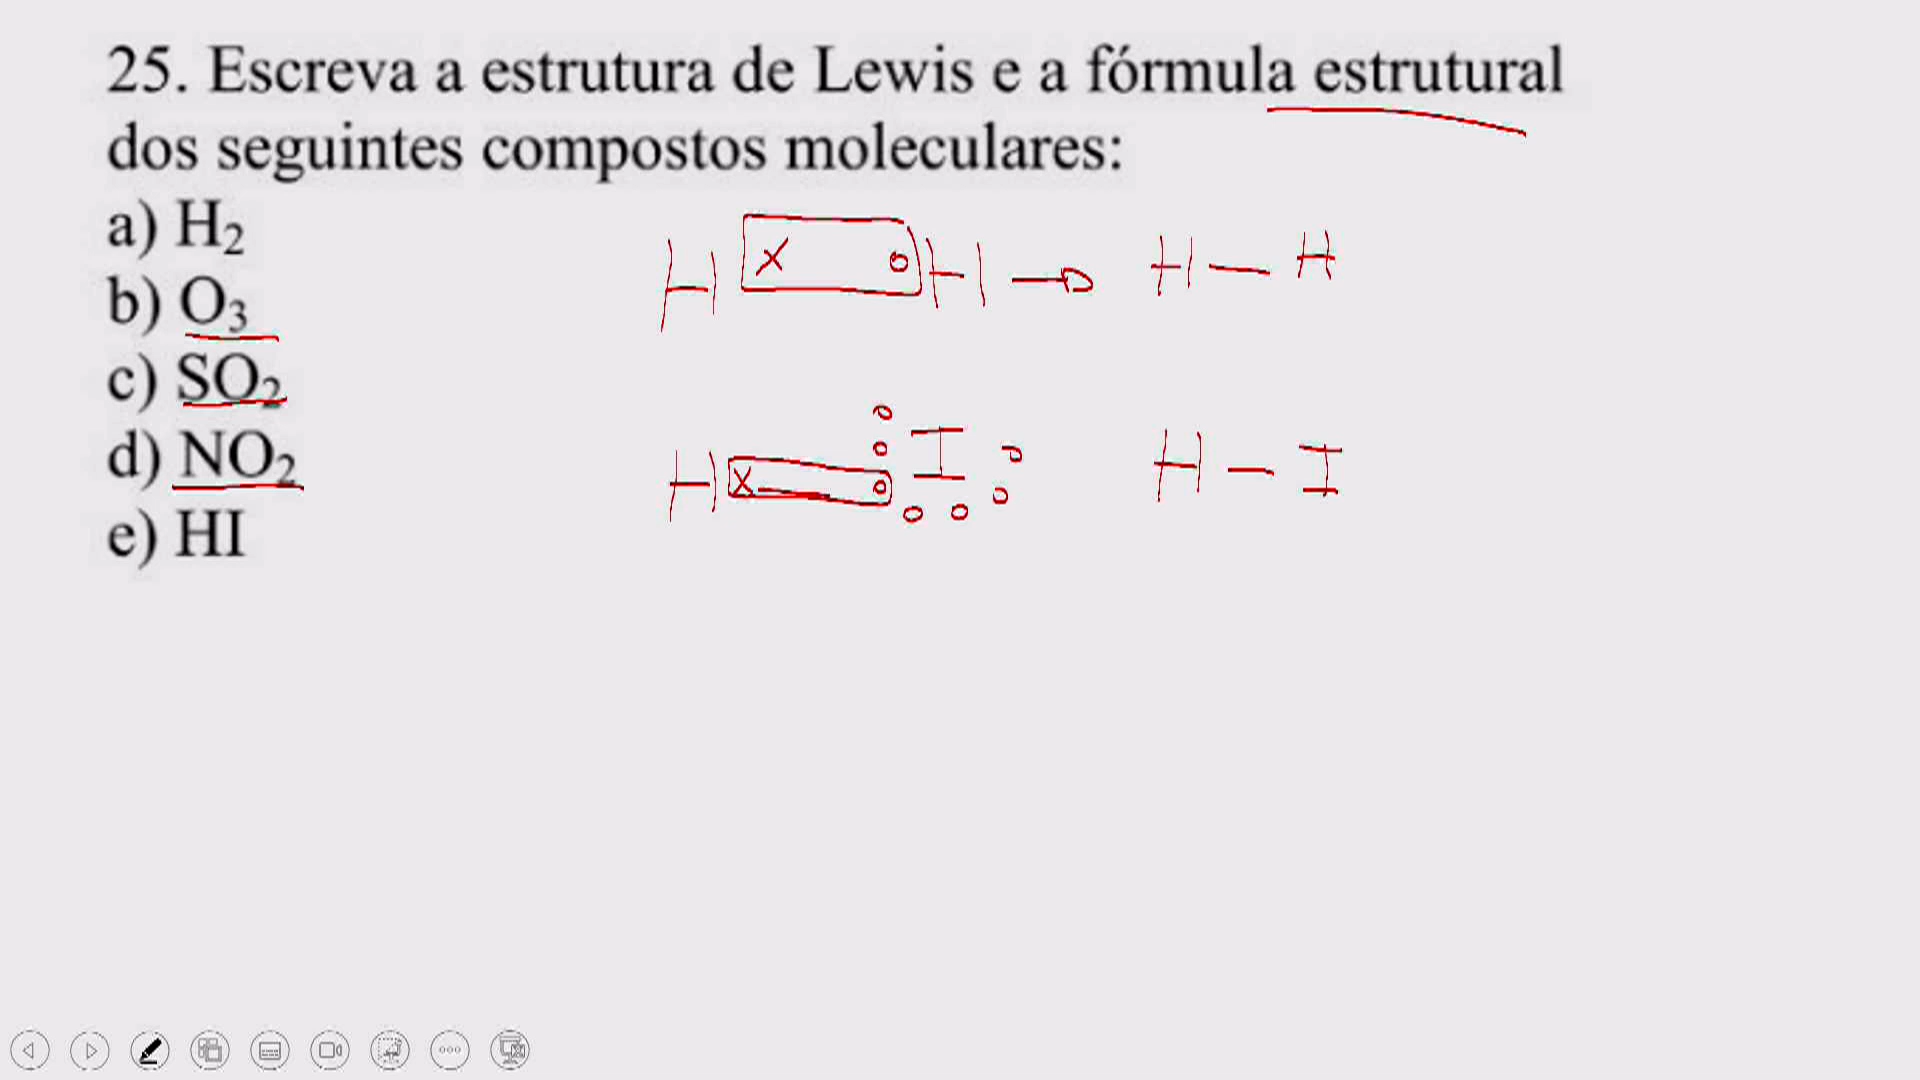 25. Escreva a estrutura de Lewis e a fórmula estrutural
dos seguintes compostos moleculares:
a) H₂
H x o H → H — H
b) O₃
c) SO₂
d) NO₂
H x o I H — I
e) HI